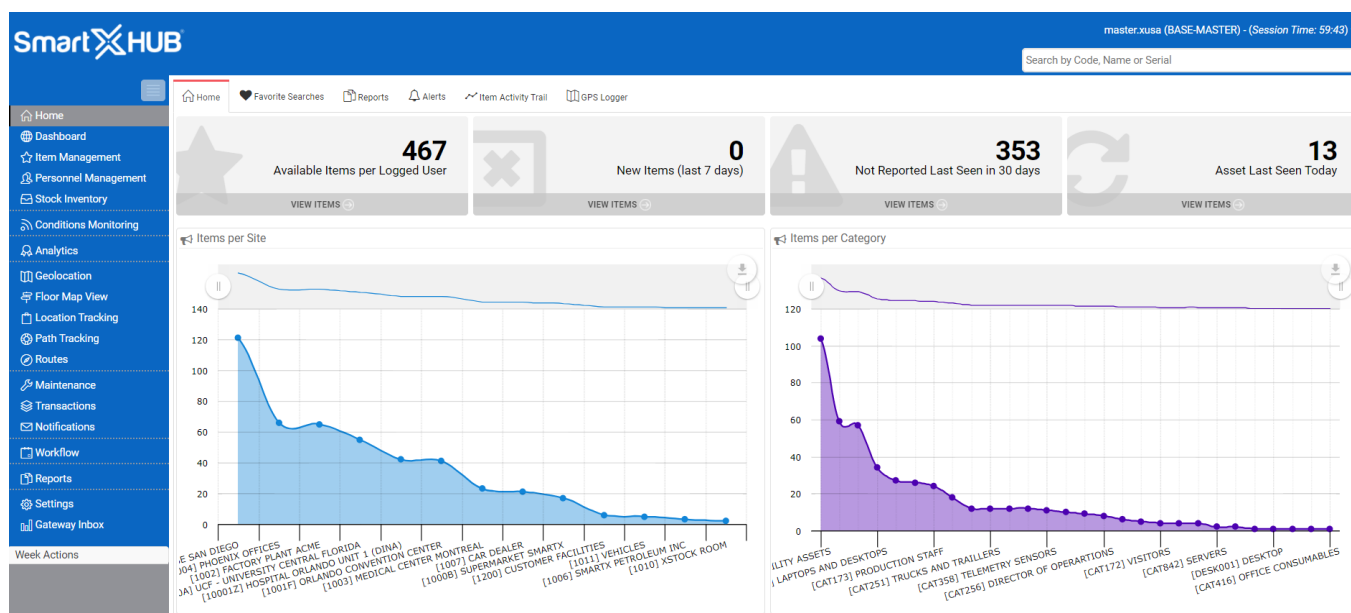 SmartXHUB
master.xusa (BASE-MASTER) - (Session Time: 59:43)
Search by Code, Name or Serial
Home
Dashboard
Item Management
Personnel Management
Stock Inventory
Conditions Monitoring
Analytics
Geolocation
Floor Map View
Location Tracking
Path Tracking
Routes
Maintenance
Transactions
Notifications
Workflow
Reports
Settings
Gateway Inbox
Week Actions
Home
Favorite Searches
Reports
Alerts
Item Activity Trail
GPS Logger
467
Available Items per Logged User
VIEW ITEMS
0
New Items (last 7 days)
VIEW ITEMS
353
Not Reported Last Seen in 30 days
VIEW ITEMS
13
Asset Last Seen Today
VIEW ITEMS
Items per Site
140
120
100
80
60
40
20
0
E SAN DIEGO
004] PHOENIX OFFICES
[1002] FACTORY PLANT ACME
0A] UCF - UNIVERSITY CENTRAL FLORIDA
[10001Z] HOSPITAL ORLANDO UNIT 1 (DINA)
[1001F] ORLANDO CONVENTION CENTER
[1003] MEDICAL CENTER MONTREAL
[1007] CAR DEALER
[1000B] SUPERMARKET SMARTX
[1200] CUSTOMER FACILITIES
[1011] VEHICLES
[1006] SMARTX PETROLEUM INC
[1010] XSTOCK ROOM
Items per Category
120
100
80
60
40
20
0
ILITY ASSETS
] LAPTOPS AND DESKTOPS
[CAT173] PRODUCTION STAFF
[CAT251] TRUCKS AND TRAILLERS
[CAT358] TELEMETRY SENSORS
[CAT256] DIRECTOR OF OPERARTIONS
[CAT172] VISITORS
[CAT842] SERVERS
[DESK001] DESKTOP
[CAT416] OFFICE CONSUMABLES